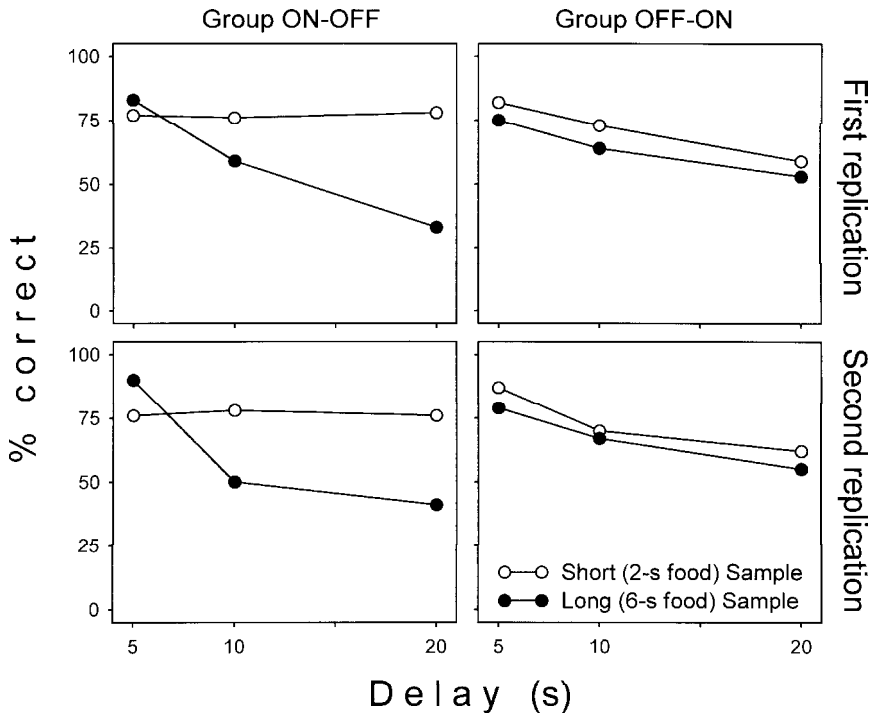 Group ON-OFF
Group OFF-ON
100
75
50
25
0
First replication
% correct
100
75
50
25
0
Second replication
Short (2-s food) Sample
Long (6-s food) Sample
5
10
20
5
10
20
Delay (s)